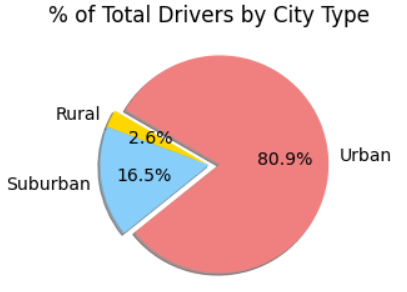 % of Total Drivers by City Type
Rural
2.6%
80.9%
Urban
Suburban
16.5%